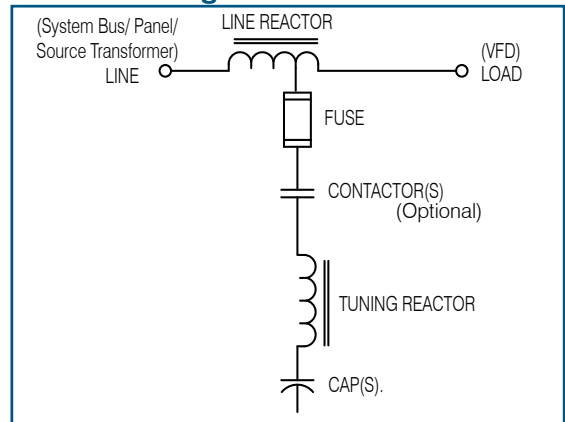 (System Bus/ Panel/
Source Transformer)
LINE
LINE REACTOR
(VFD)
LOAD
FUSE
CONTACTOR(S)
(Optional)
TUNING REACTOR
CAP(S).